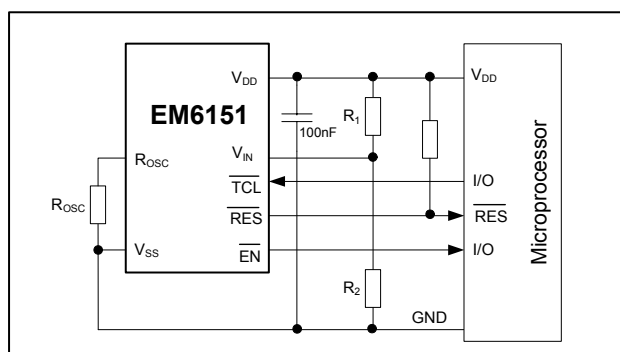 V_DD
V_DD
EM6151
R_1
100nF
V_IN
R_OSC
TCL
I/O
R_OSC
RES
RES
V_SS
EN
I/O
R_2
GND
Microprocessor